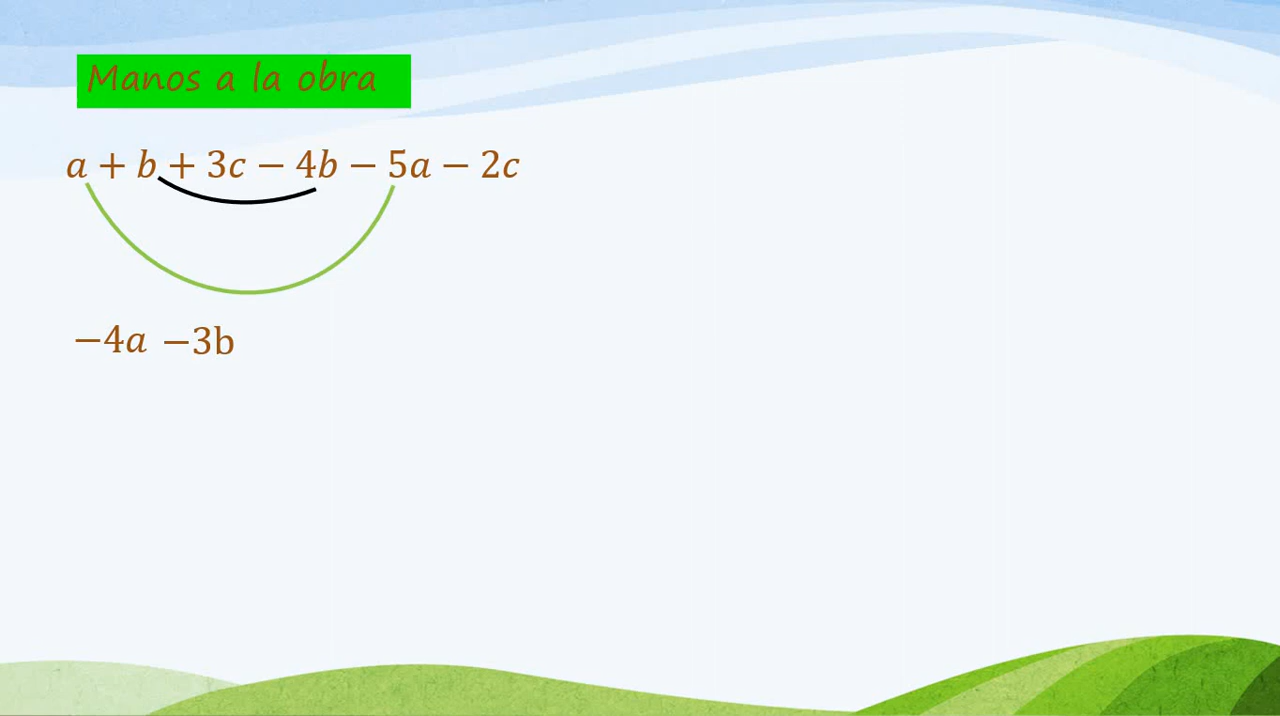 Manos a la obra
a + b + 3c − 4b − 5a − 2c
−4a −3b